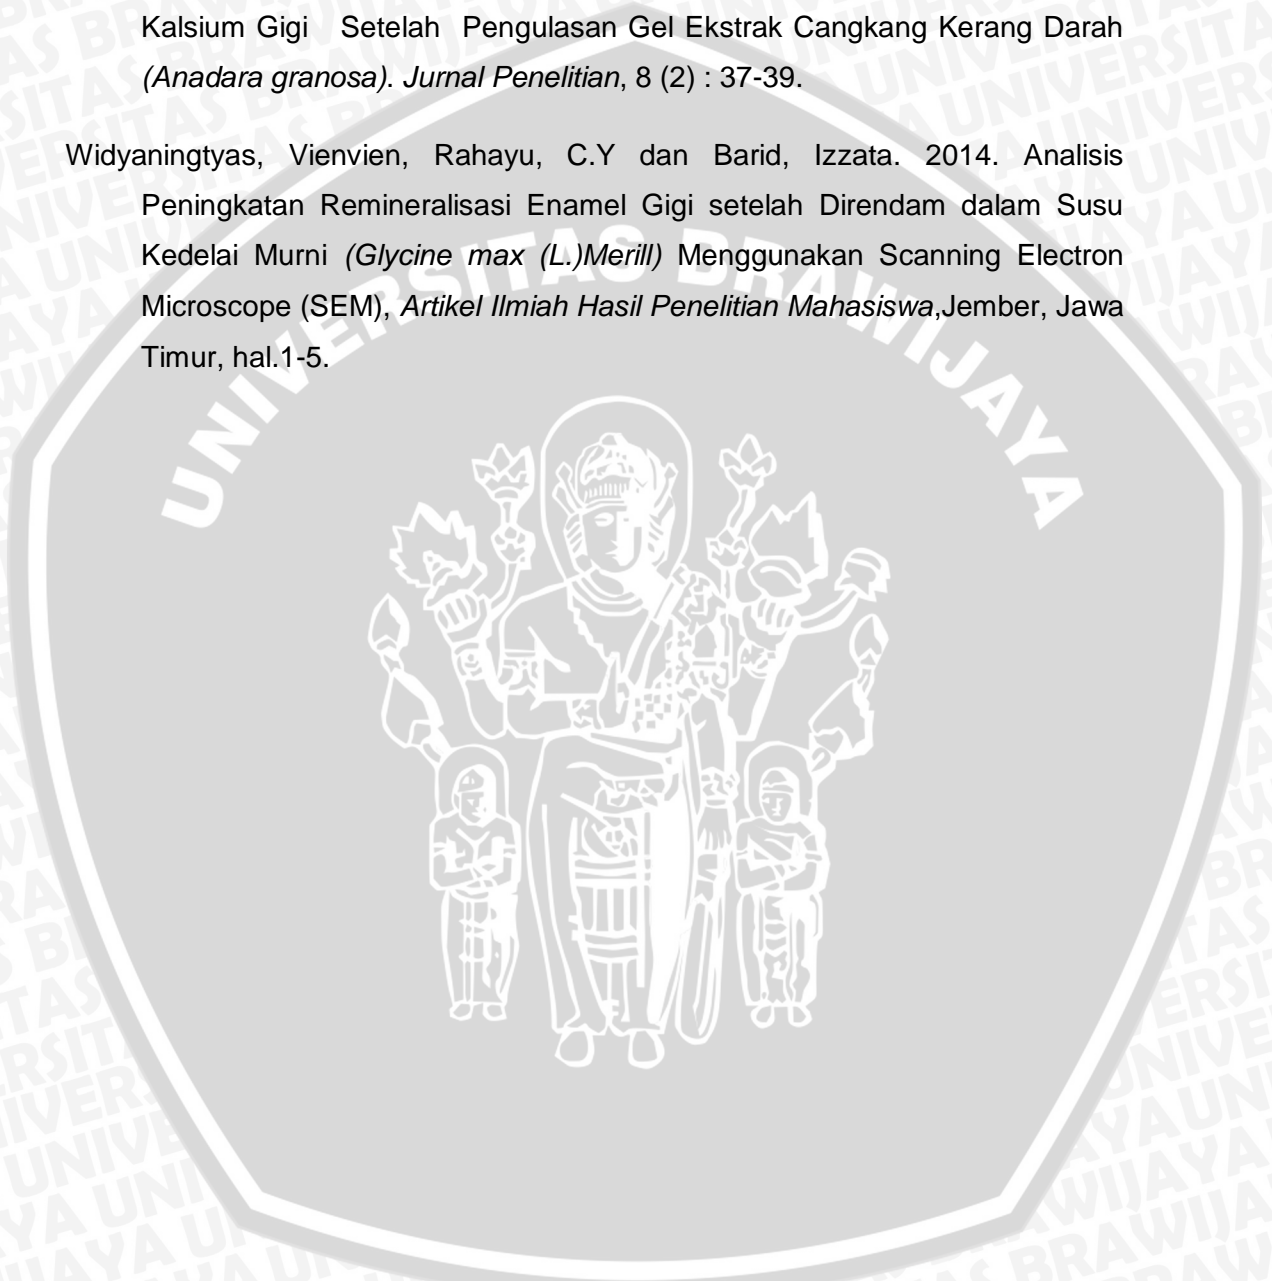 Kalsium Gigi Setelah Pengulasan Gel Ekstrak Cangkang Kerang Darah
(Anadara granosa). Jurnal Penelitian, 8 (2) : 37-39.
Widyaningtyas, Vienvien, Rahayu, C.Y dan Barid, Izzata. 2014. Analisis
Peningkatan Remineralisasi Enamel Gigi setelah Direndam dalam Susu
Kedelai Murni (Glycine max (L.)Merill) Menggunakan Scanning Electron
Microscope (SEM), Artikel Ilmiah Hasil Penelitian Mahasiswa,Jember, Jawa
Timur, hal.1-5.
UNIVERSITAS BRAWIJAYA